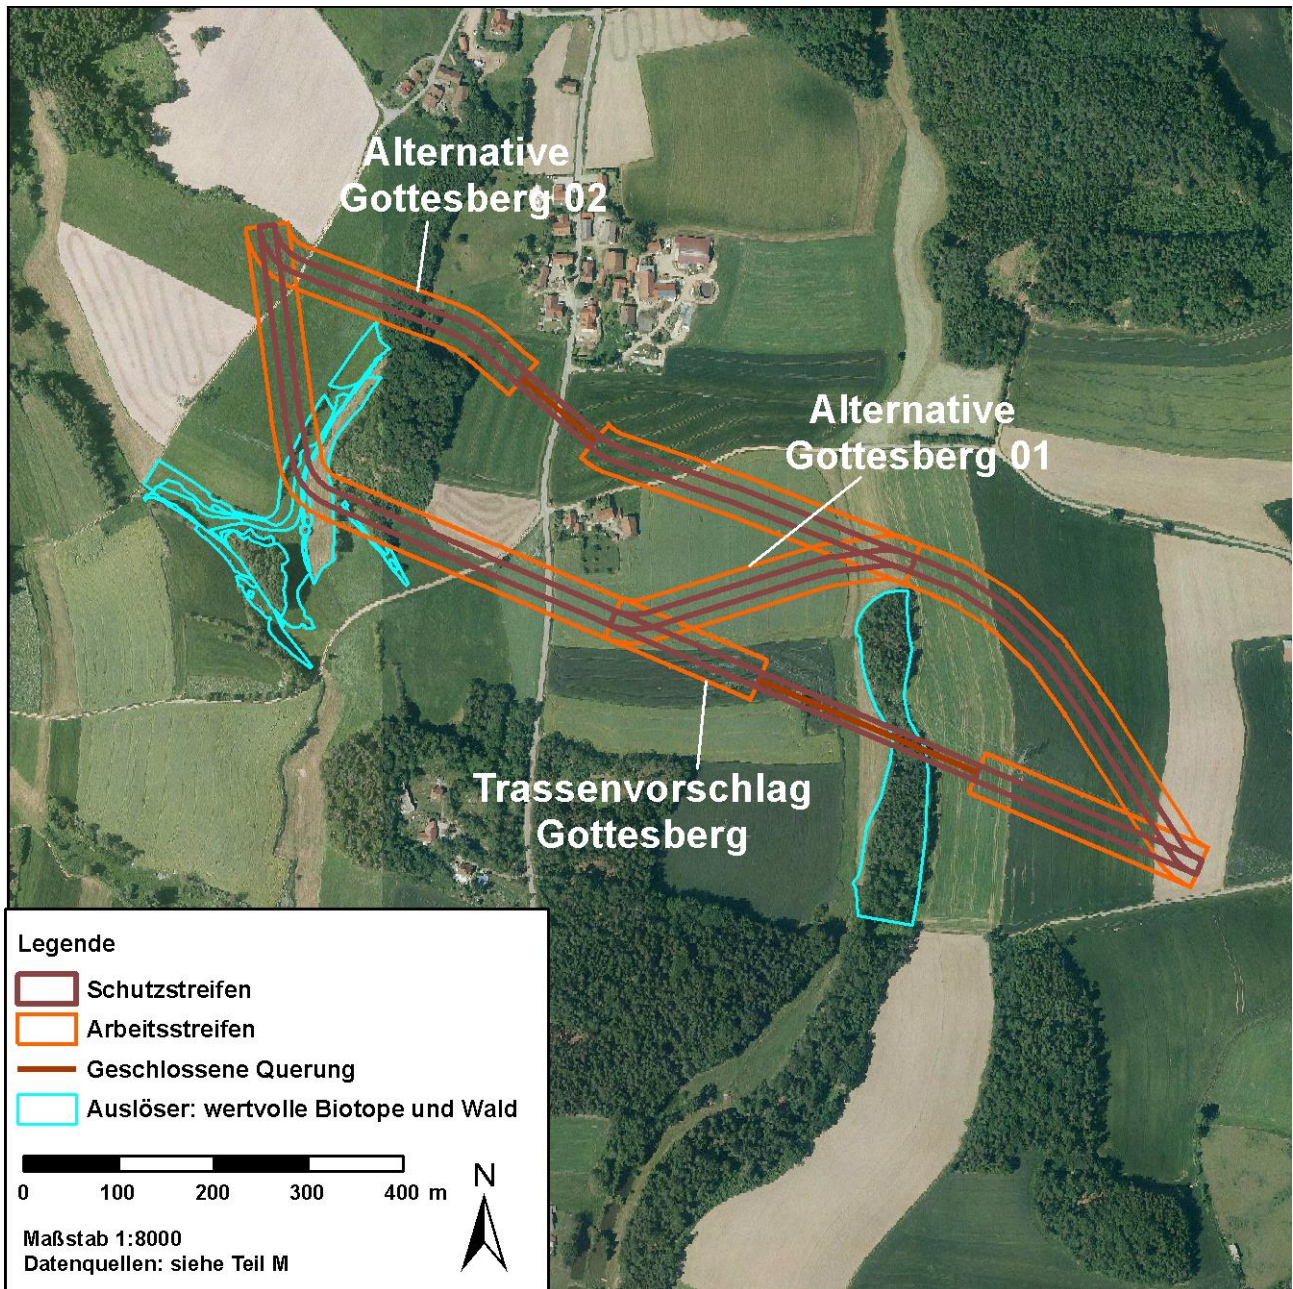 Alternative
Gottesberg 02
Alternative
Gottesberg 01
Trassenvorschlag
Gottesberg
Legende
Schutzstreifen
Arbeitsstreifen
Geschlossene Querung
Auslöser: wertvolle Biotope und Wald
0 100 200 300 400 m
N
Maßstab 1:8000
Datenquellen: siehe Teil M